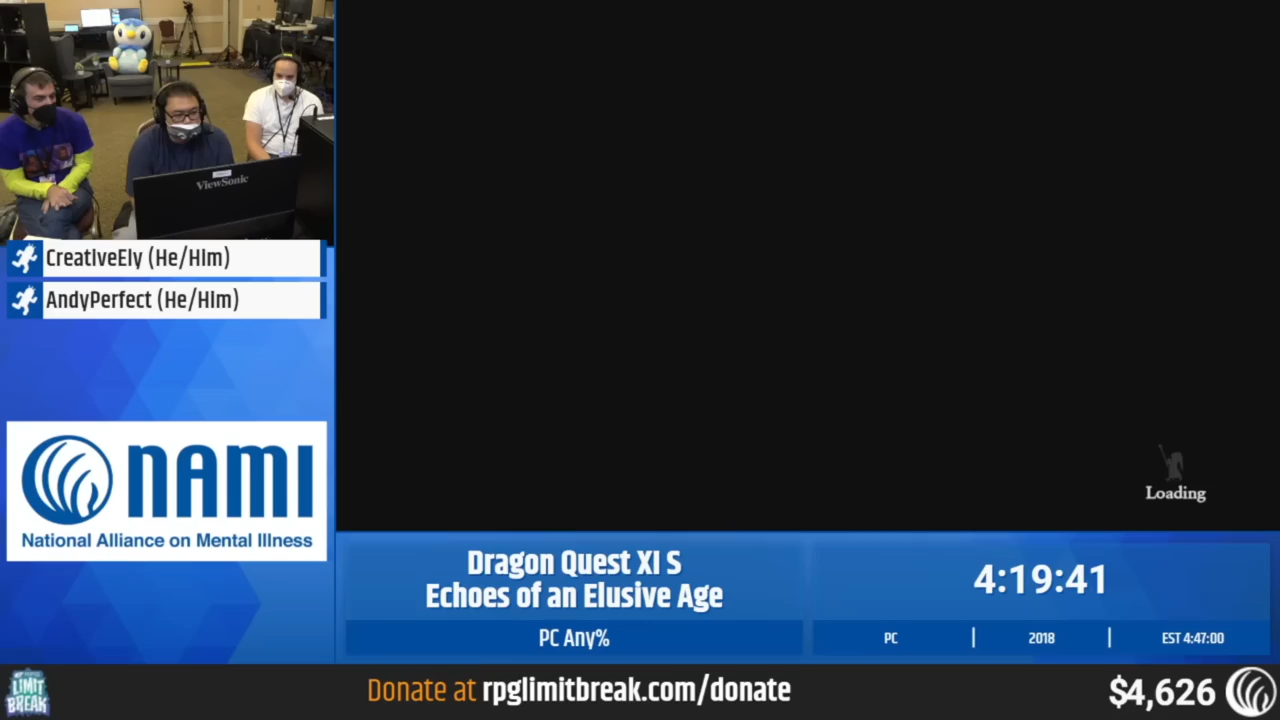 ViewSonic
CreatIveEly (He/HIm)
AndyPerfect (He/HIm)
NAMI
National Alliance on Mental Illness
Loading
Dragon Quest XI S
Echoes of an Elusive Age
PC Any%
4:19:41
PC
2018
EST 4:47:00
LIMIT
BREAK
Donate at rpglimitbreak.com/donate
$4,626